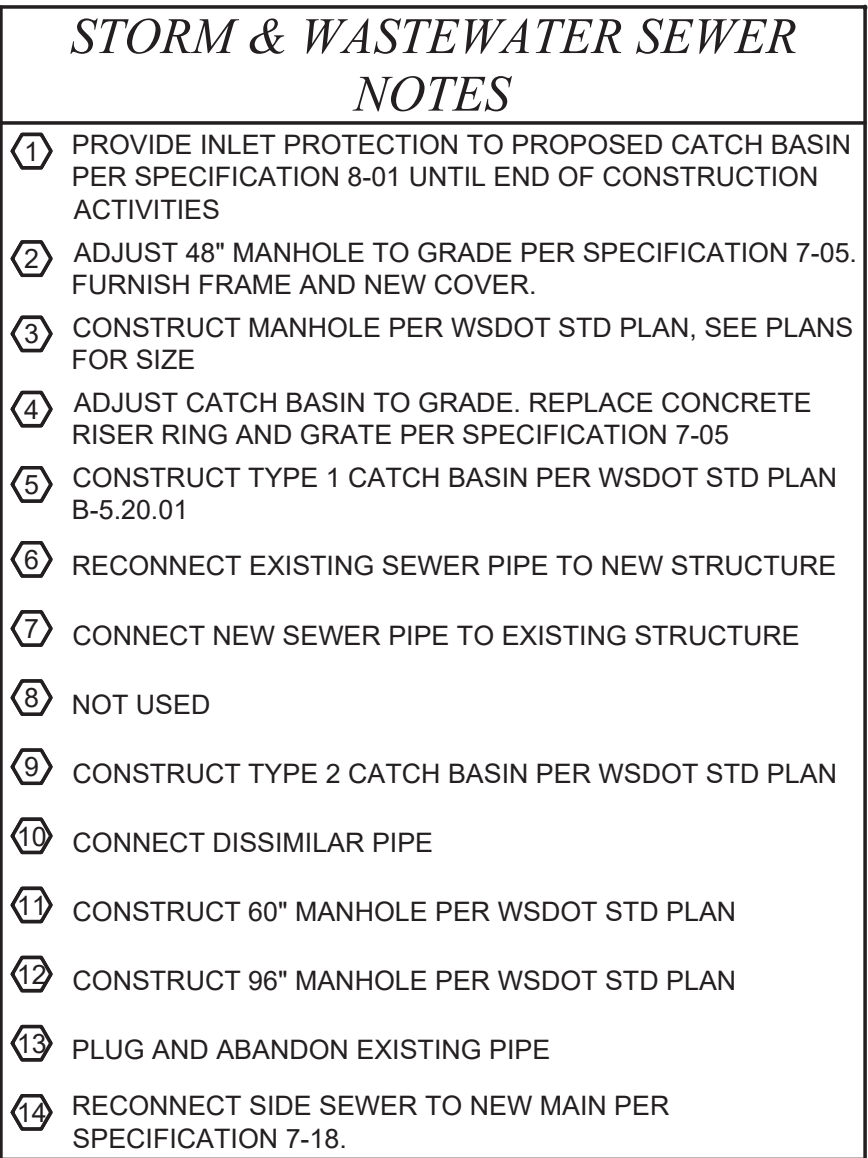 STORM & WASTEWATER SEWER
NOTES
1 PROVIDE INLET PROTECTION TO PROPOSED CATCH BASIN
PER SPECIFICATION 8-01 UNTIL END OF CONSTRUCTION
ACTIVITIES
2 ADJUST 48" MANHOLE TO GRADE PER SPECIFICATION 7-05.
FURNISH FRAME AND NEW COVER.
3 CONSTRUCT MANHOLE PER WSDOT STD PLAN, SEE PLANS
FOR SIZE
4 ADJUST CATCH BASIN TO GRADE. REPLACE CONCRETE
RISER RING AND GRATE PER SPECIFICATION 7-05
5 CONSTRUCT TYPE 1 CATCH BASIN PER WSDOT STD PLAN
B-5.20.01
6 RECONNECT EXISTING SEWER PIPE TO NEW STRUCTURE
7 CONNECT NEW SEWER PIPE TO EXISTING STRUCTURE
8 NOT USED
9 CONSTRUCT TYPE 2 CATCH BASIN PER WSDOT STD PLAN
10 CONNECT DISSIMILAR PIPE
11 CONSTRUCT 60" MANHOLE PER WSDOT STD PLAN
12 CONSTRUCT 96" MANHOLE PER WSDOT STD PLAN
13 PLUG AND ABANDON EXISTING PIPE
14 RECONNECT SIDE SEWER TO NEW MAIN PER
SPECIFICATION 7-18.